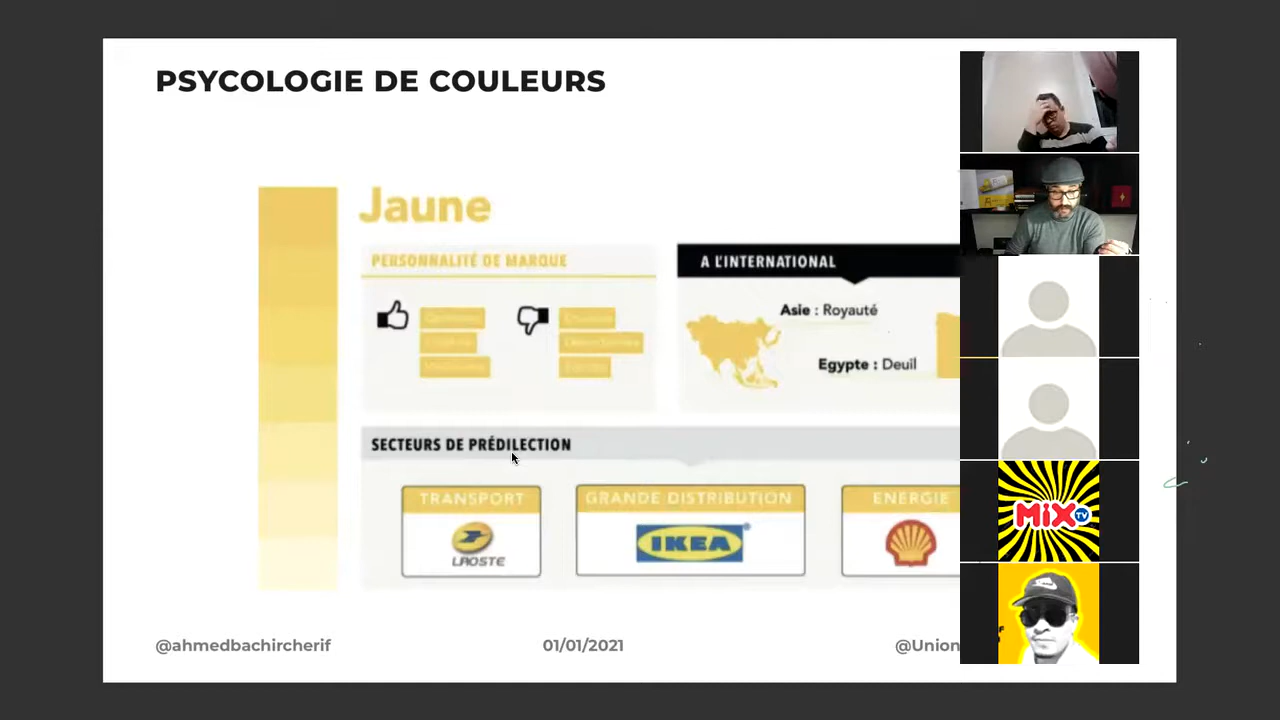 PSYCOLOGIE DE COULEURS
Jaune
PERSONNALITÉ DE MARQUE
A L'INTERNATIONAL
Asie : Royauté
Egypte : Deuil
SECTEURS DE PRÉDILECTION
TRANSPORT
GRANDE DISTRIBUTION
ENERGIE
LAPOSTE
IKEA
MiX TV
@ahmedbachircherif
01/01/2021
@Union